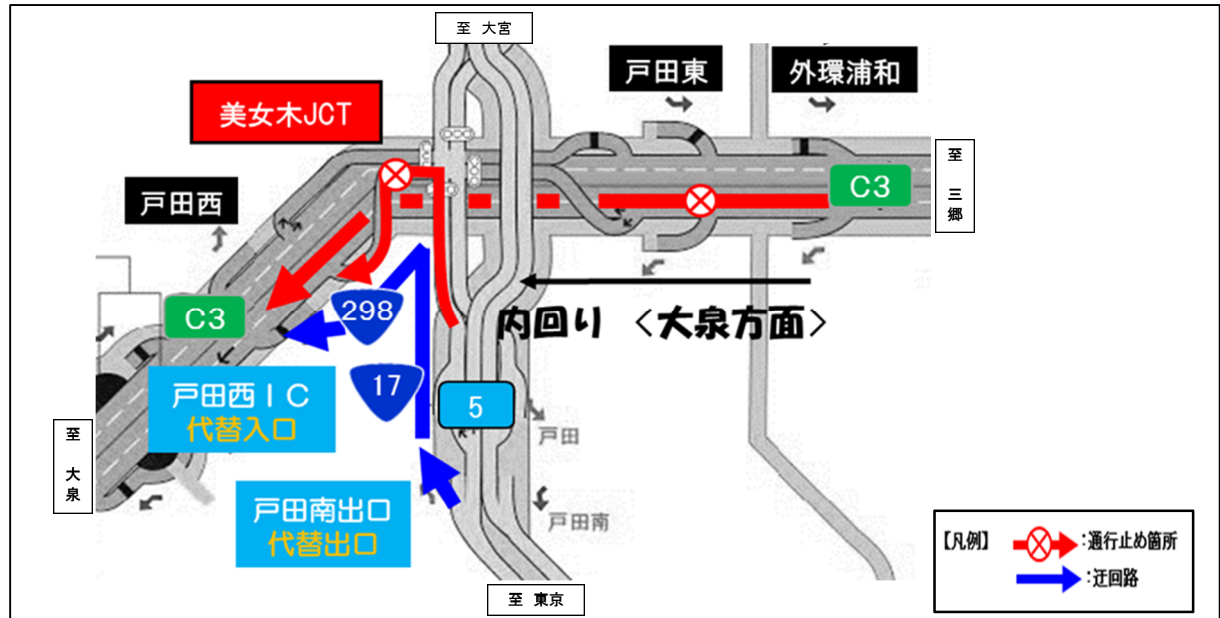 至 大宮
戸田東
外環浦和
美女木JCT
至
三
郷
C3
戸田西
298
内回り <大泉方面>
C3
17
5
戸田西IC
代替入口
戸田
至
大
泉
戸田南出口
代替出口
戸田南
【凡例】
:通行止め箇所
:迂回路
至 東京